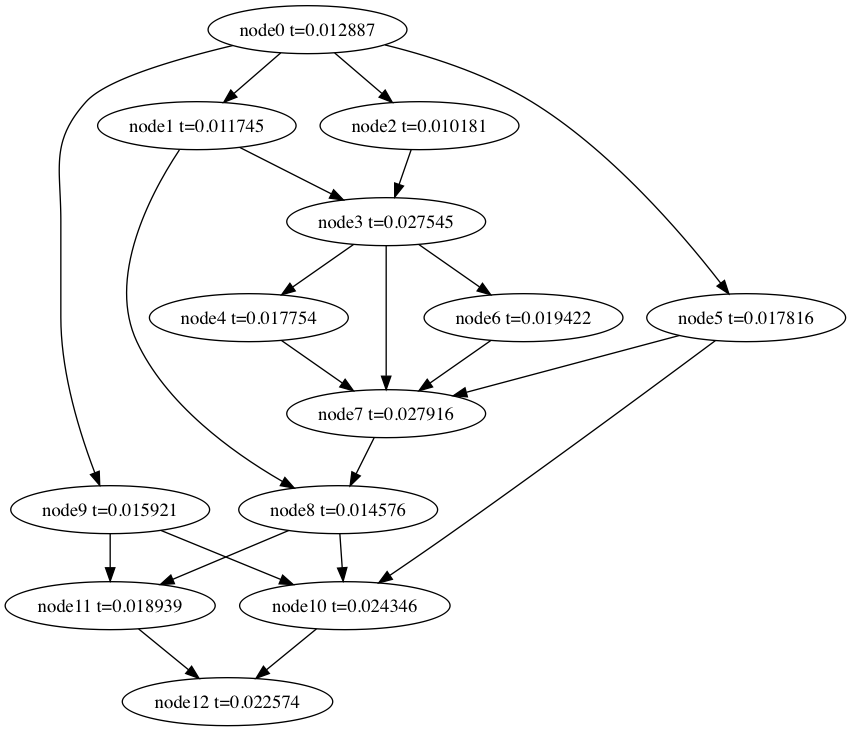 node0 t=0.012887
node1 t=0.011745
node2 t=0.010181
node3 t=0.027545
node4 t=0.017754
node6 t=0.019422
node5 t=0.017816
node7 t=0.027916
node9 t=0.015921
node8 t=0.014576
node11 t=0.018939
node10 t=0.024346
node12 t=0.022574